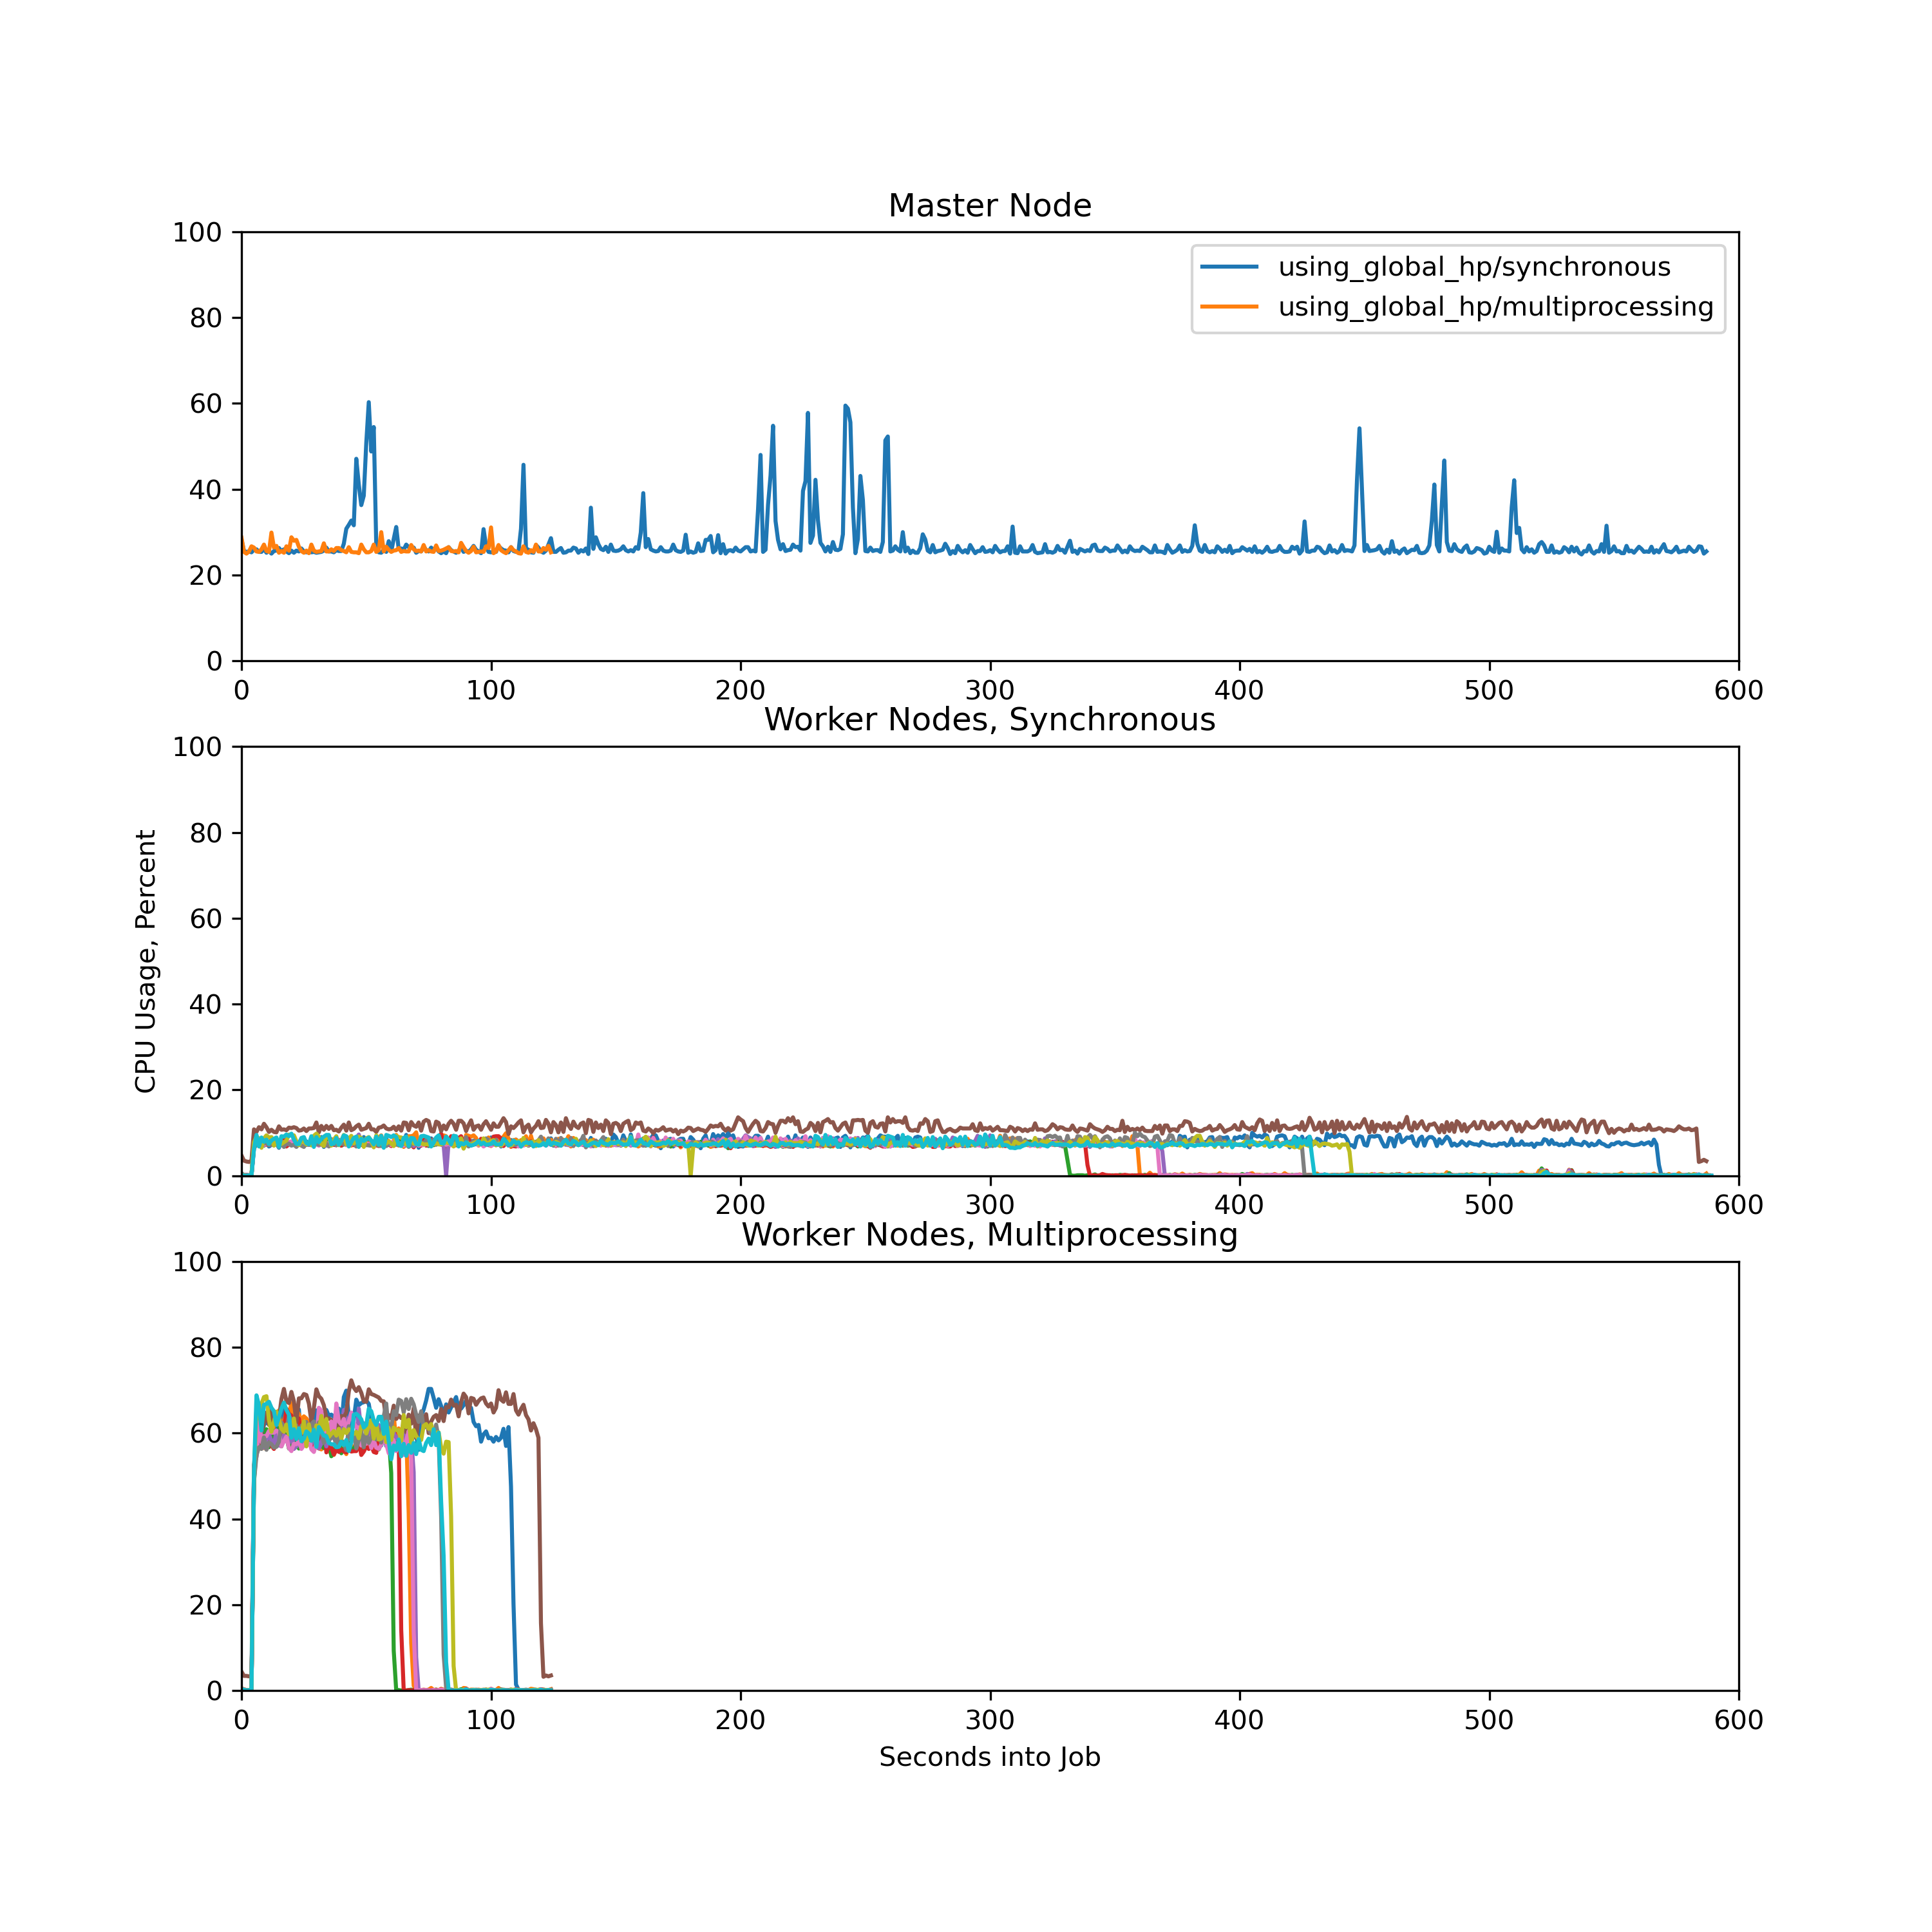 Master Node
100
80
60
40
20
0
using_global_hp/synchronous
using_global_hp/multiprocessing
0 100 200 300 400 500 600
Worker Nodes, Synchronous
CPU Usage, Percent
100
80
60
40
20
0
0 100 200 300 400 500 600
Worker Nodes, Multiprocessing
100
80
60
40
20
0
0 100 200 300 400 500 600
Seconds into Job